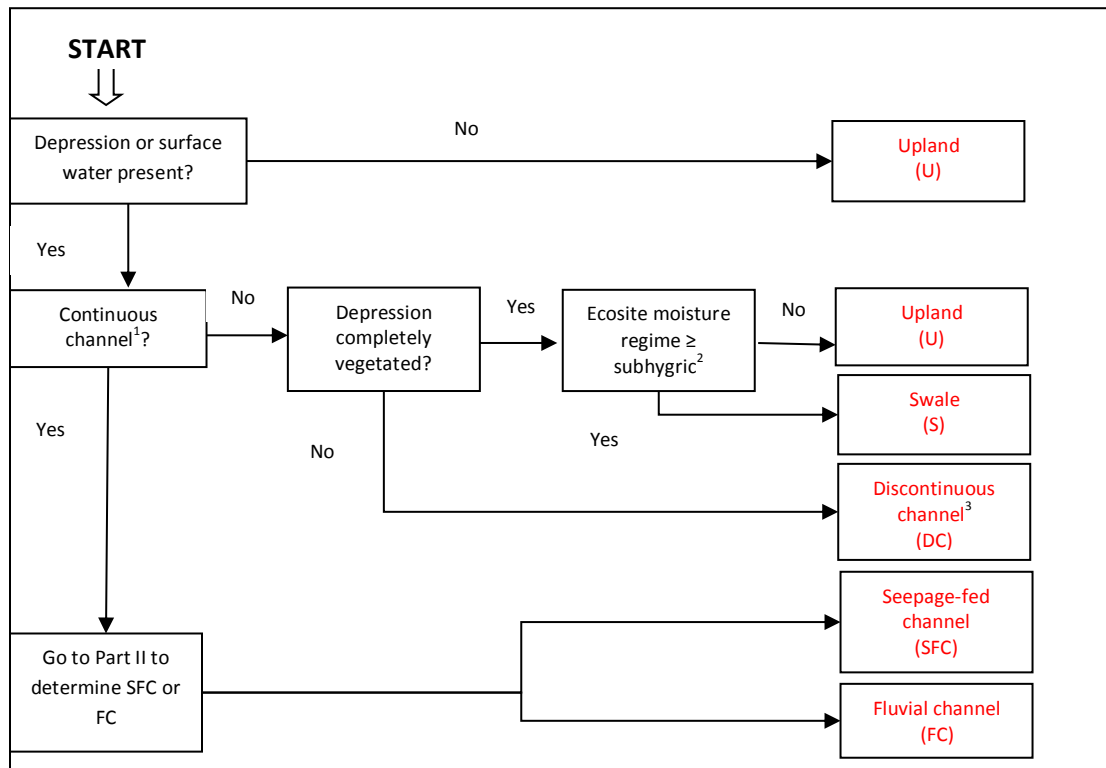 START
Depression or surface
water present?
No
Upland
(U)
Yes
Continuous
channel¹?
No
Depression
completely
vegetated?
Yes
Ecosite moisture
regime ≥
subhygric²
No
Upland
(U)
Swale
(S)
Yes
No
Yes
Discontinuous
channel³
(DC)
Seepage-fed
channel
(SFC)
Go to Part II to
determine SFC or
FC
Fluvial channel
(FC)